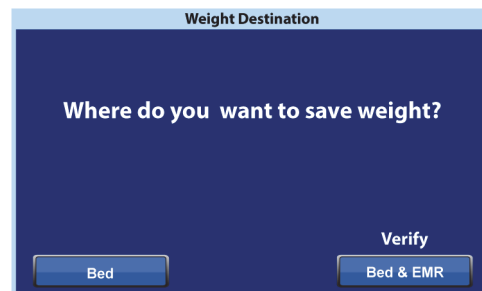 Weight Destination
Where do you want to save weight?
Verify
Bed
Bed & EMR